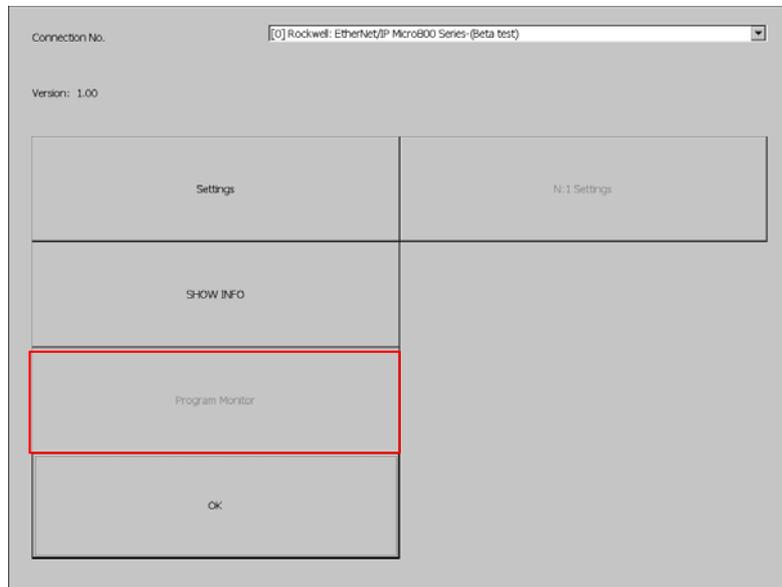 Connection No.
[0] Rockwell: EtherNet/IP Micro800 Series-(Beta test)
Version: 1.00
Settings
N:1 Settings
SHOW INFO
Program Monitor
OK